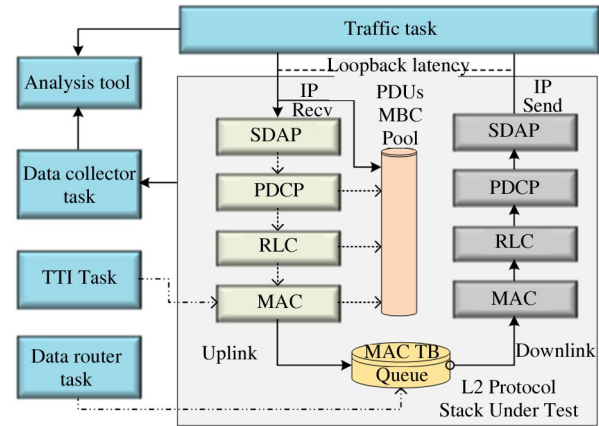 Traffic task
Loopback latency
Analysis tool
IP
Recv
PDUs
MBC
Pool
IP
Send
SDAP
SDAP
Data collector
task
PDCP
PDCP
RLC
RLC
TTI Task
MAC
MAC
Uplink
MAC TB
Queue
Downlink
Data router
task
L2 Protocol
Stack Under Test